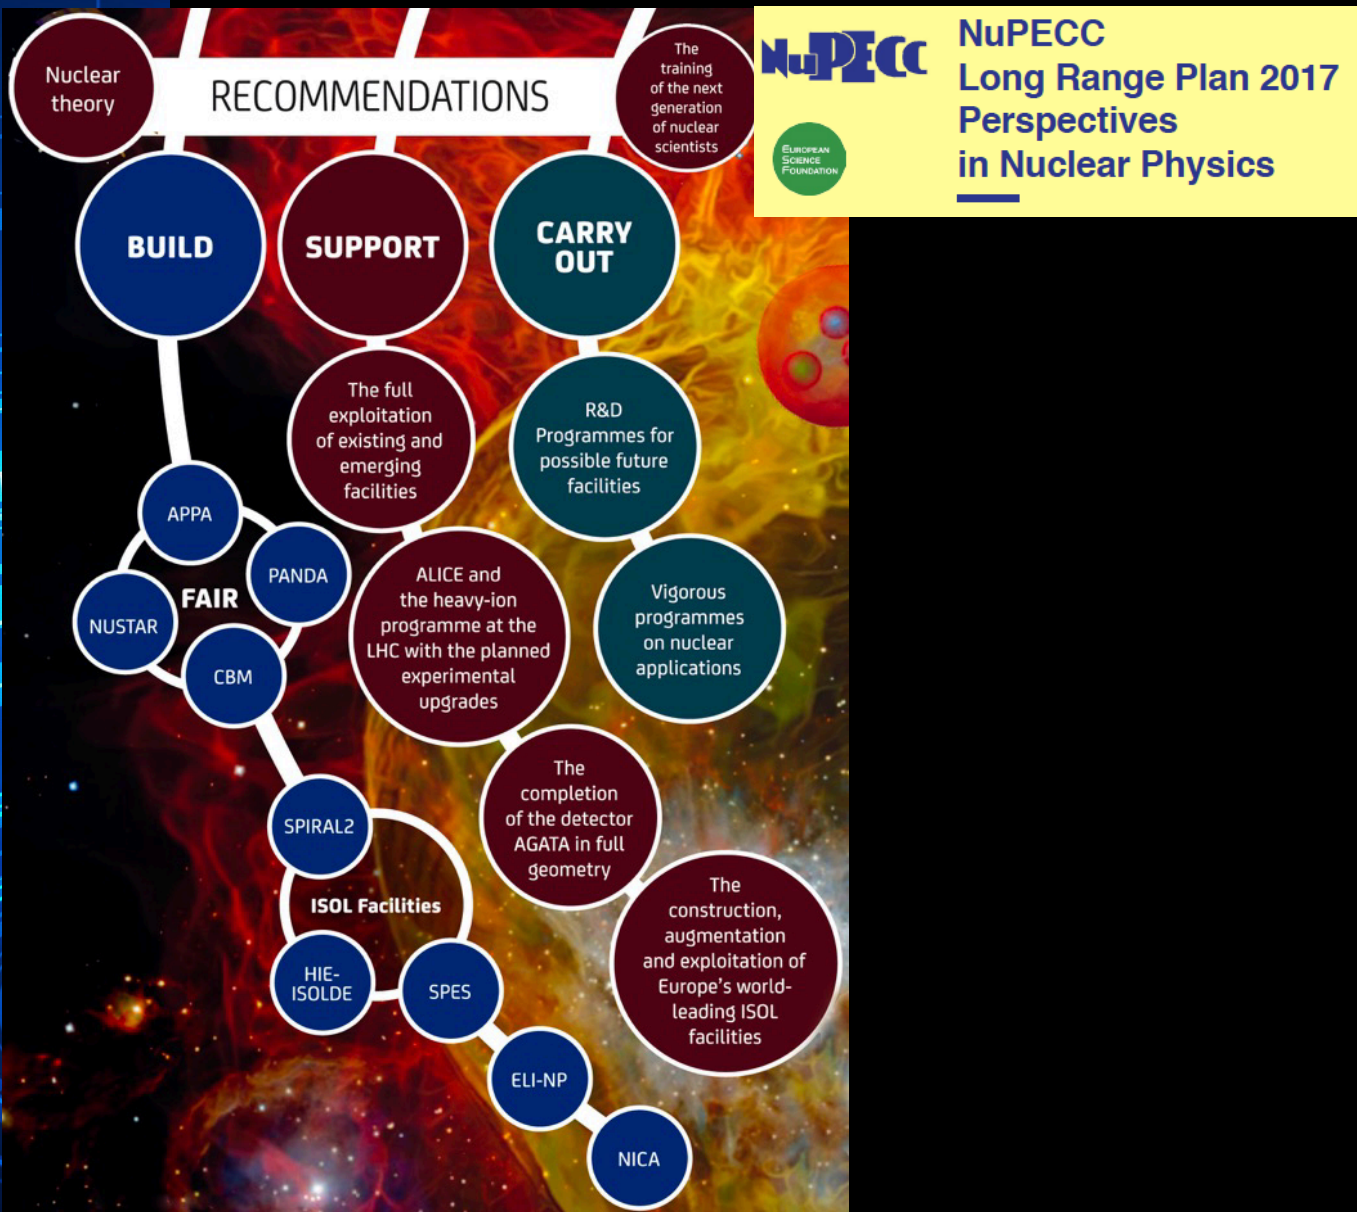 Nuclear
theory
RECOMMENDATIONS
The
training
of the next
generation
of nuclear
scientists
NuPECC
EUROPEAN
SCIENCE
FOUNDATION
NuPECC
Long Range Plan 2017
Perspectives
in Nuclear Physics
BUILD
SUPPORT
CARRY
OUT
APPA
PANDA
FAIR
NUSTAR
CBM
SPIRAL2
ISOL Facilities
HIE-
ISOLDE
SPES
ELI-NP
NICA
The full
exploitation
of existing and
emerging
facilities
ALICE and
the heavy-ion
programme at the
LHC with the planned
experimental
upgrades
The
completion
of the detector
AGATA in full
geometry
The
construction,
augmentation
and exploitation of
Europe's world-
leading ISOL
facilities
R&D
Programmes for
possible future
facilities
Vigorous
programmes
on nuclear
applications